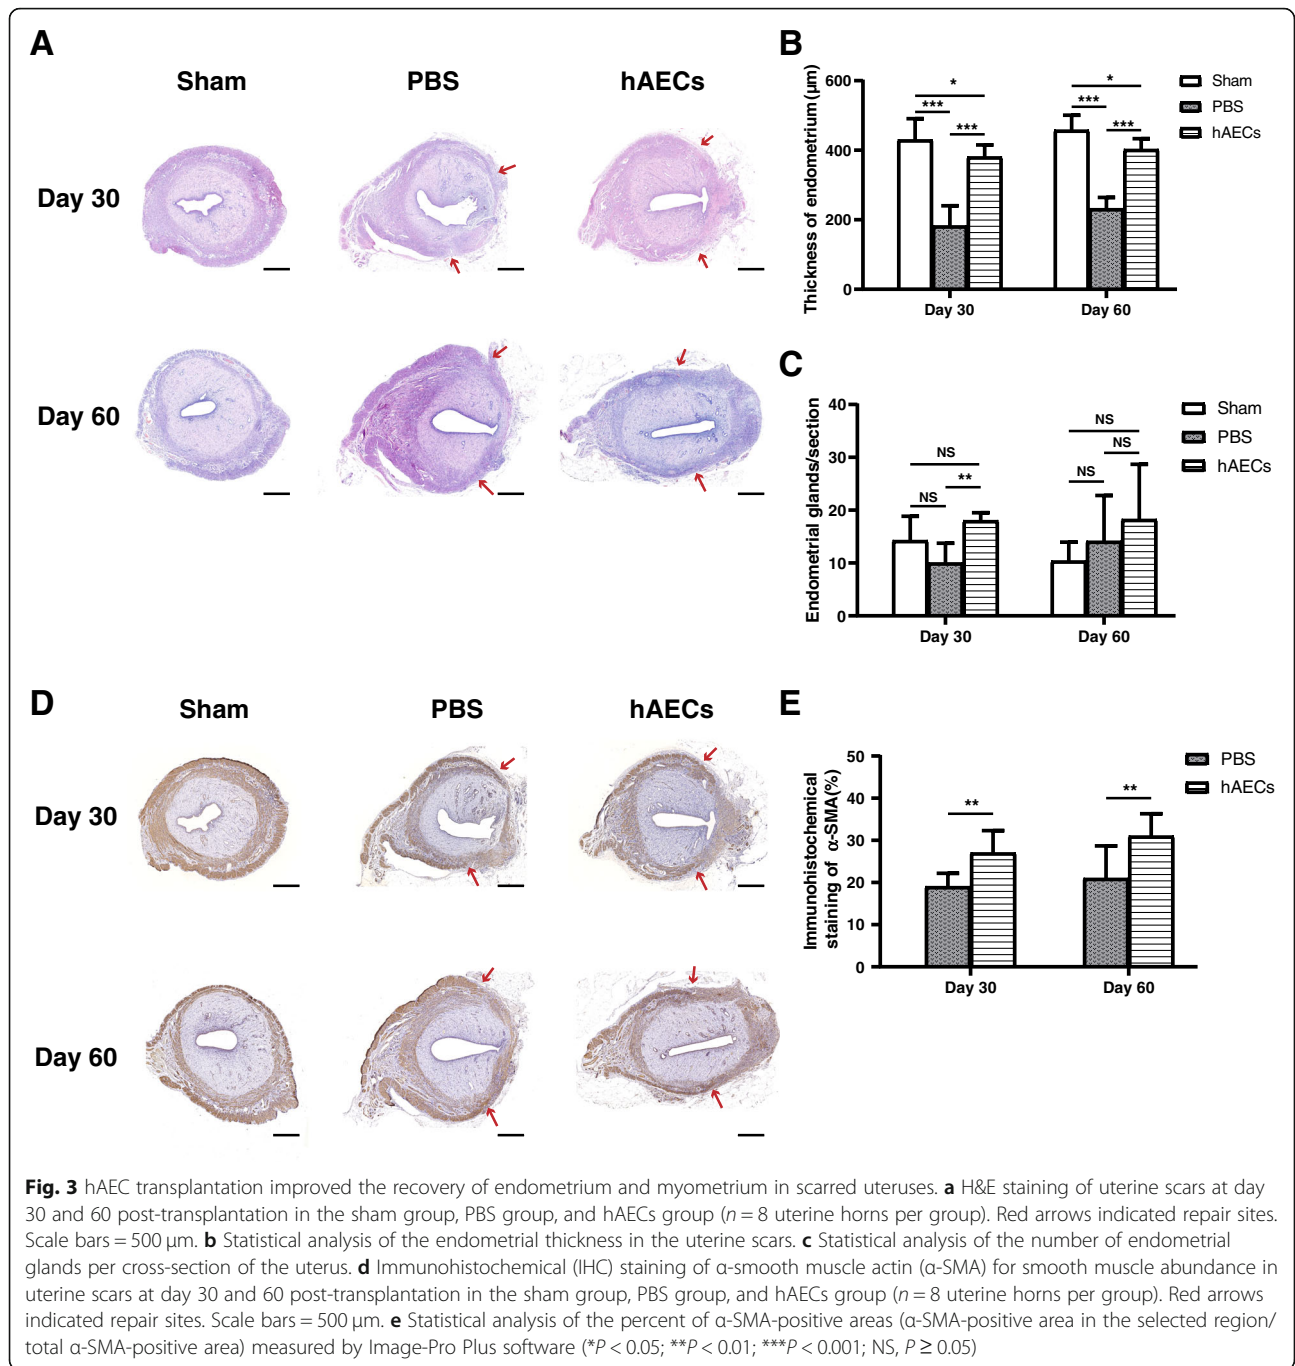 A
Sham PBS hAECs
Day 30
Day 60
B
Thickness of endometrium (μm)
600
400
200
0
* *
*** ***
*** ***
Day 30 Day 60
Sham
PBS
hAECs
C
Endometrial glands/section
40
30
20
10
0
NS
NS **
NS
NS NS
Day 30 Day 60
Sham
PBS
hAECs
D
Sham PBS hAECs
Day 30
Day 60
E
Immunohistochemical
staining of α-SMA(%)
50
40
30
20
10
0
** **
Day 30 Day 60
PBS
hAECs
Fig. 3 hAEC transplantation improved the recovery of endometrium and myometrium in scarred uteruses. a H&E staining of uterine scars at day
30 and 60 post-transplantation in the sham group, PBS group, and hAECs group (n = 8 uterine horns per group). Red arrows indicated repair sites.
Scale bars = 500 μm. b Statistical analysis of the endometrial thickness in the uterine scars. c Statistical analysis of the number of endometrial
glands per cross-section of the uterus. d Immunohistochemical (IHC) staining of α-smooth muscle actin (α-SMA) for smooth muscle abundance in
uterine scars at day 30 and 60 post-transplantation in the sham group, PBS group, and hAECs group (n = 8 uterine horns per group). Red arrows
indicated repair sites. Scale bars = 500 μm. e Statistical analysis of the percent of α-SMA-positive areas (α-SMA-positive area in the selected region/
total α-SMA-positive area) measured by Image-Pro Plus software (*P < 0.05; **P < 0.01; ***P < 0.001; NS, P ≥ 0.05)